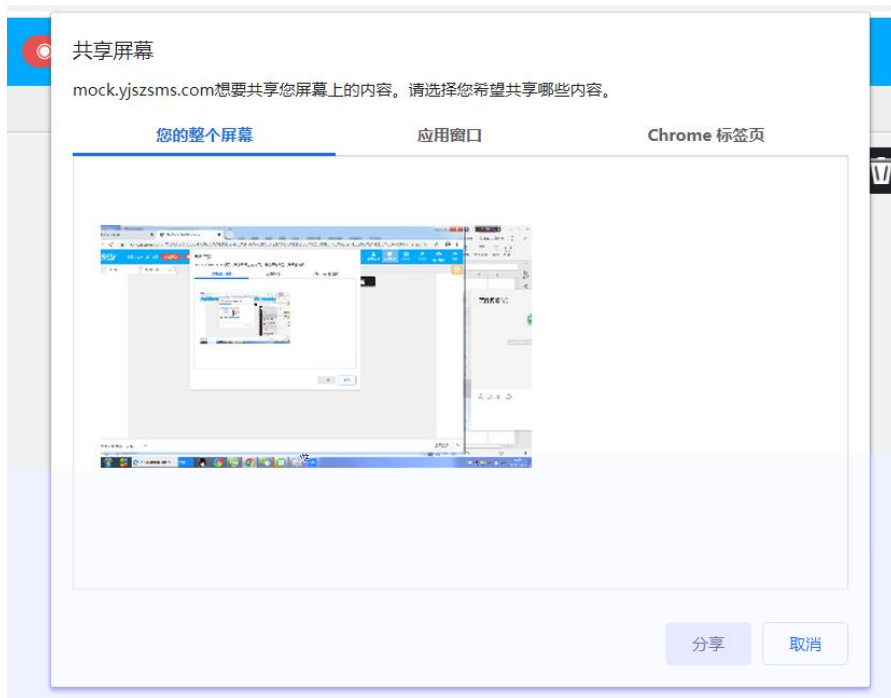 共享屏幕
mock.yjszsms.com想要共享您屏幕上的内容。请选择您希望共享哪些内容。
您的整个屏幕
应用窗口
Chrome 标签页
分享
取消